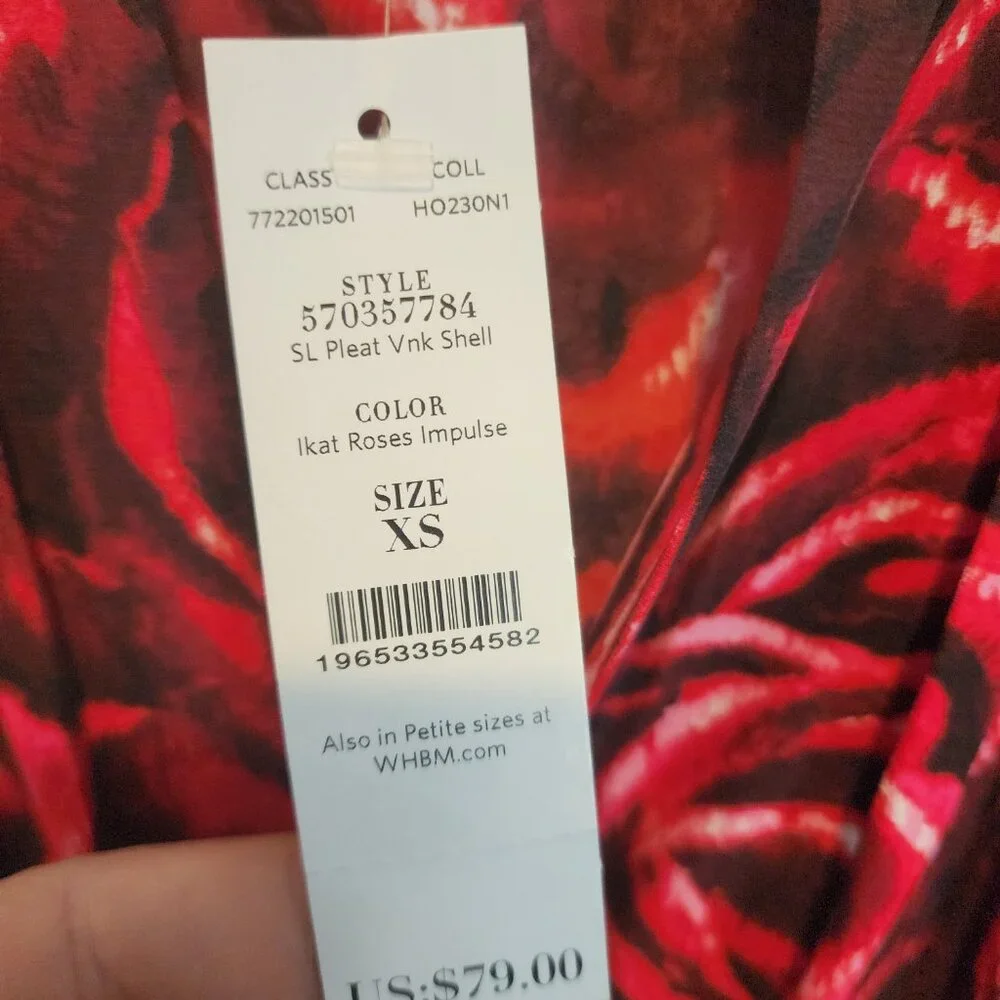 CLASS COLL
772201501 HO230N1
STYLE
570357784
SL Pleat Vnk Shell
COLOR
Ikat Roses Impulse
SIZE
XS
196533554582
Also in Petite sizes at
WHBM.com
US:$79.00